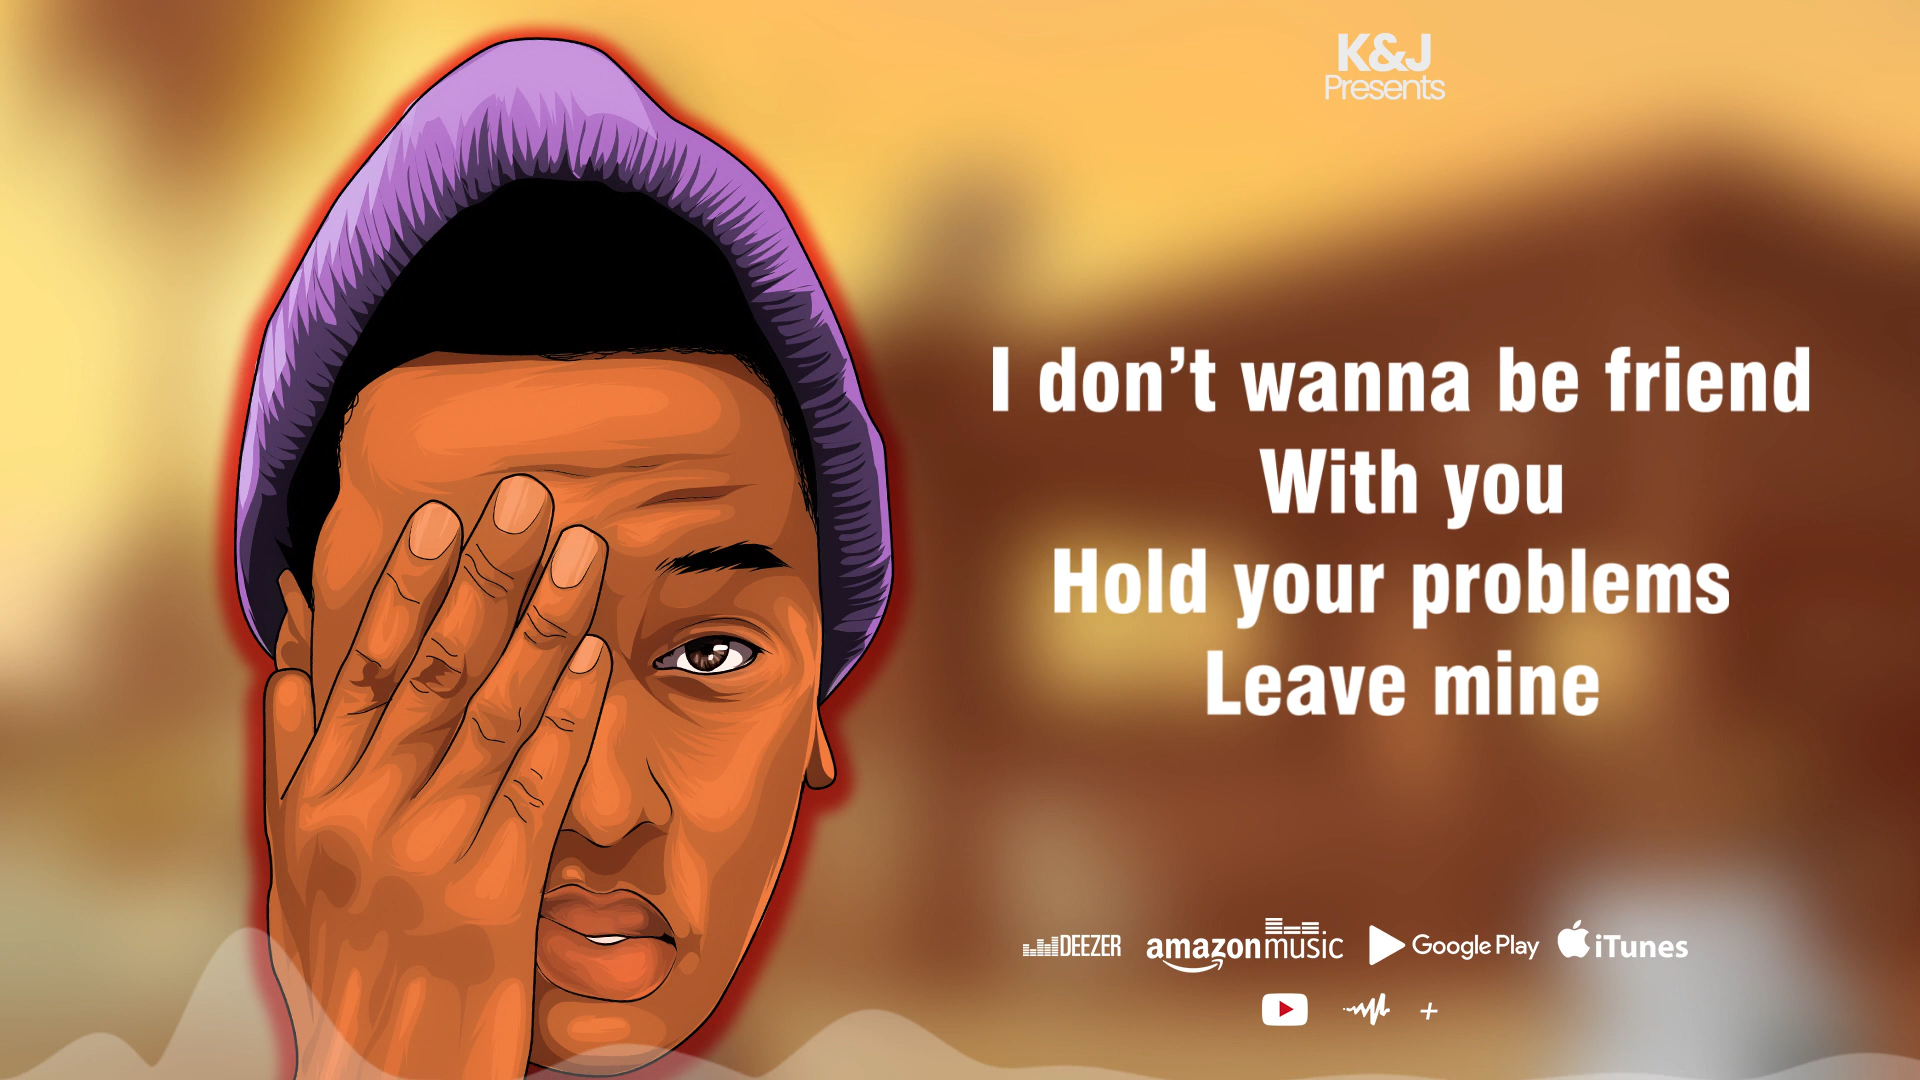 K&J
Presents
I don’t wanna be friend
With you
Hold your problems
Leave mine
DEEZER amazon music Google Play iTunes
+